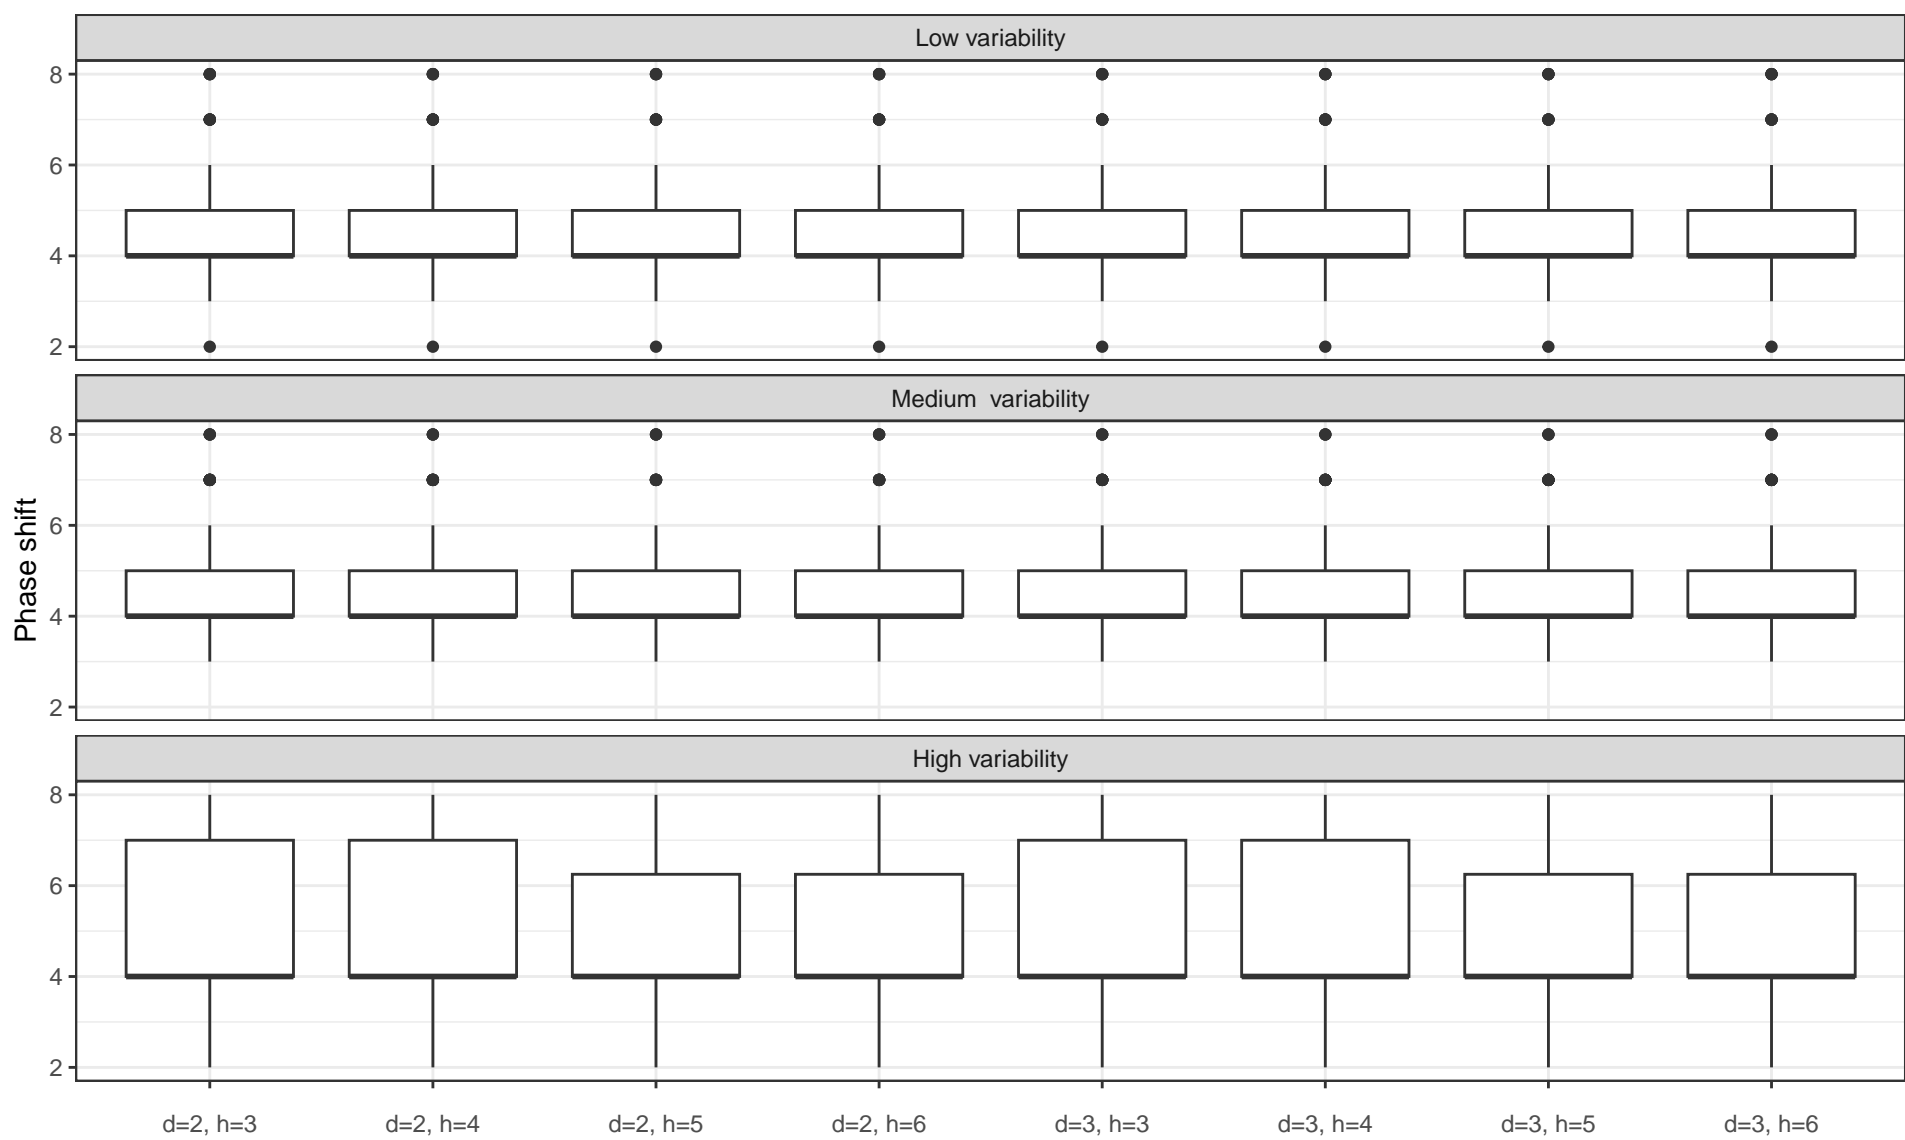 Low variability
8
6
4
2
Medium  variability
8
6
4
2
Phase shift
High variability
8
6
4
2
d=2, h=3 d=2, h=4 d=2, h=5 d=2, h=6 d=3, h=3 d=3, h=4 d=3, h=5 d=3, h=6